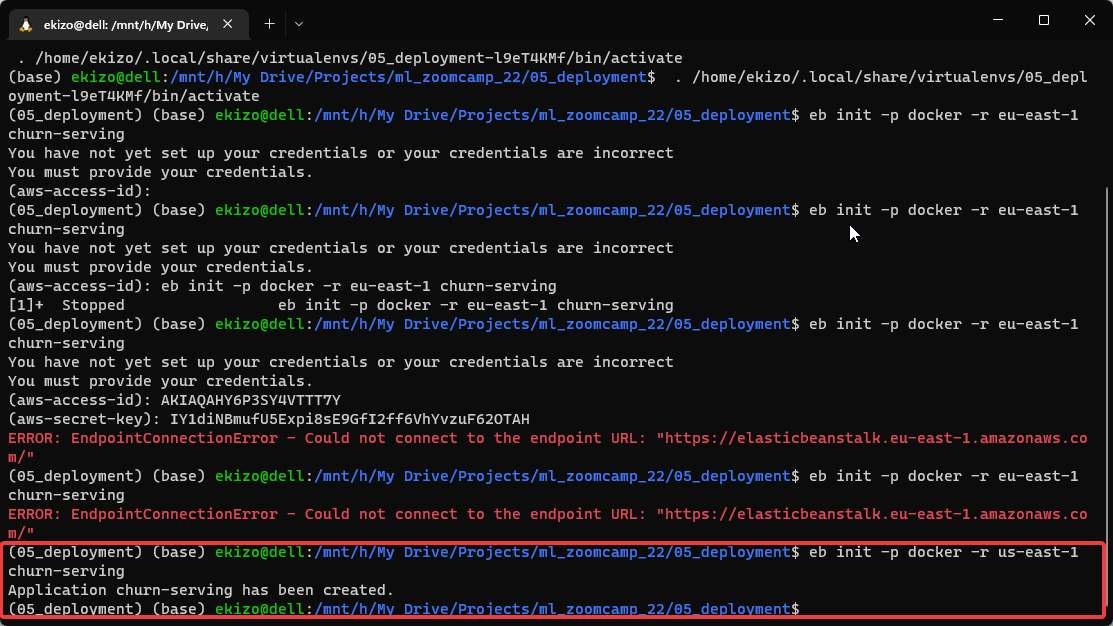 ekizo@dell: /mnt/h/My Drive,
. /home/ekizo/.local/share/virtualenvs/05_deployment-l9eT4KMf/bin/activate
(base) ekizo@dell:/mnt/h/My Drive/Projects/ml_zoomcamp_22/05_deployment$  . /home/ekizo/.local/share/virtualenvs/05_depl
oyment-l9eT4KMf/bin/activate
(05_deployment) (base) ekizo@dell:/mnt/h/My Drive/Projects/ml_zoomcamp_22/05_deployment$ eb init -p docker -r eu-east-1
churn-serving
You have not yet set up your credentials or your credentials are incorrect
You must provide your credentials.
(aws-access-id):
(05_deployment) (base) ekizo@dell:/mnt/h/My Drive/Projects/ml_zoomcamp_22/05_deployment$ eb init -p docker -r eu-east-1
churn-serving
You have not yet set up your credentials or your credentials are incorrect
You must provide your credentials.
(aws-access-id): eb init -p docker -r eu-east-1 churn-serving
[1]+  Stopped                 eb init -p docker -r eu-east-1 churn-serving
(05_deployment) (base) ekizo@dell:/mnt/h/My Drive/Projects/ml_zoomcamp_22/05_deployment$ eb init -p docker -r eu-east-1
churn-serving
You have not yet set up your credentials or your credentials are incorrect
You must provide your credentials.
(aws-access-id): AKIAQAHY6P3SY4VTTT7Y
(aws-secret-key): IY1diNBmufU5Expi8sE9GfI2ff6VhYvzuF62OTAH
ERROR: EndpointConnectionError - Could not connect to the endpoint URL: "https://elasticbeanstalk.eu-east-1.amazonaws.co
m/"
(05_deployment) (base) ekizo@dell:/mnt/h/My Drive/Projects/ml_zoomcamp_22/05_deployment$ eb init -p docker -r eu-east-1
churn-serving
ERROR: EndpointConnectionError - Could not connect to the endpoint URL: "https://elasticbeanstalk.eu-east-1.amazonaws.co
m/"
(05_deployment) (base) ekizo@dell:/mnt/h/My Drive/Projects/ml_zoomcamp_22/05_deployment$ eb init -p docker -r us-east-1
churn-serving
Application churn-serving has been created.
(05_deployment) (base) ekizo@dell:/mnt/h/My Drive/Projects/ml_zoomcamp_22/05_deployment$